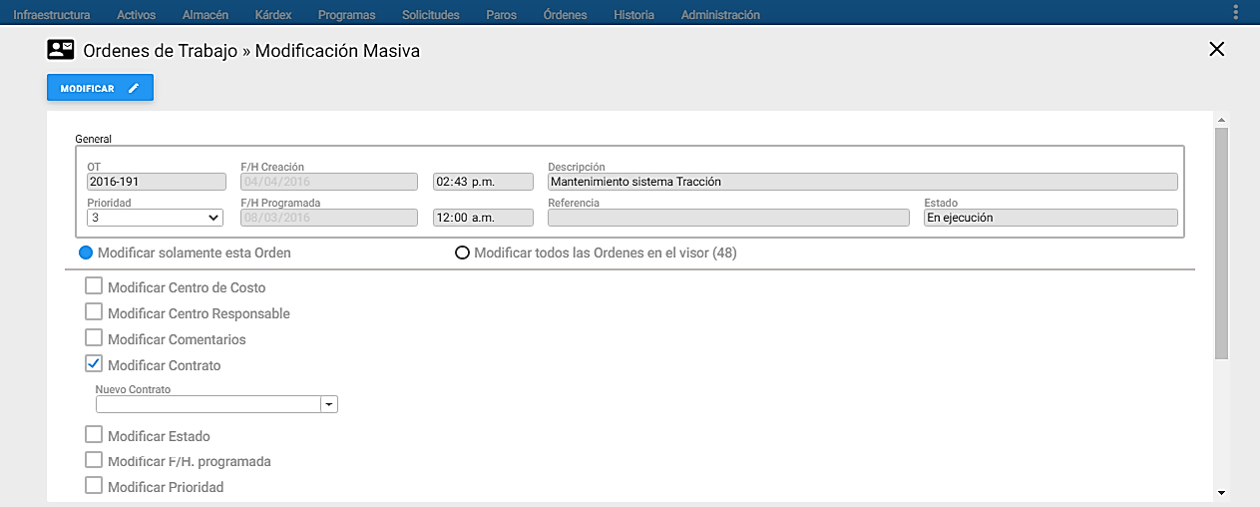 Infraestructura Activos Almacén Kárdex Programas Solicitudes Paros Órdenes Historia Administración
Ordenes de Trabajo » Modificación Masiva
MODIFICAR
General
OT F/H Creación Descripción
2016-191 04/04/2016 02:43 p.m. Mantenimiento sistema Tracción
Prioridad F/H Programada Referencia Estado
3 08/03/2016 12:00 a.m. En ejecución
Modificar solamente esta Orden Modificar todos las Ordenes en el visor (48)
Modificar Centro de Costo
Modificar Centro Responsable
Modificar Comentarios
Modificar Contrato
Nuevo Contrato
Modificar Estado
Modificar F/H. programada
Modificar Prioridad